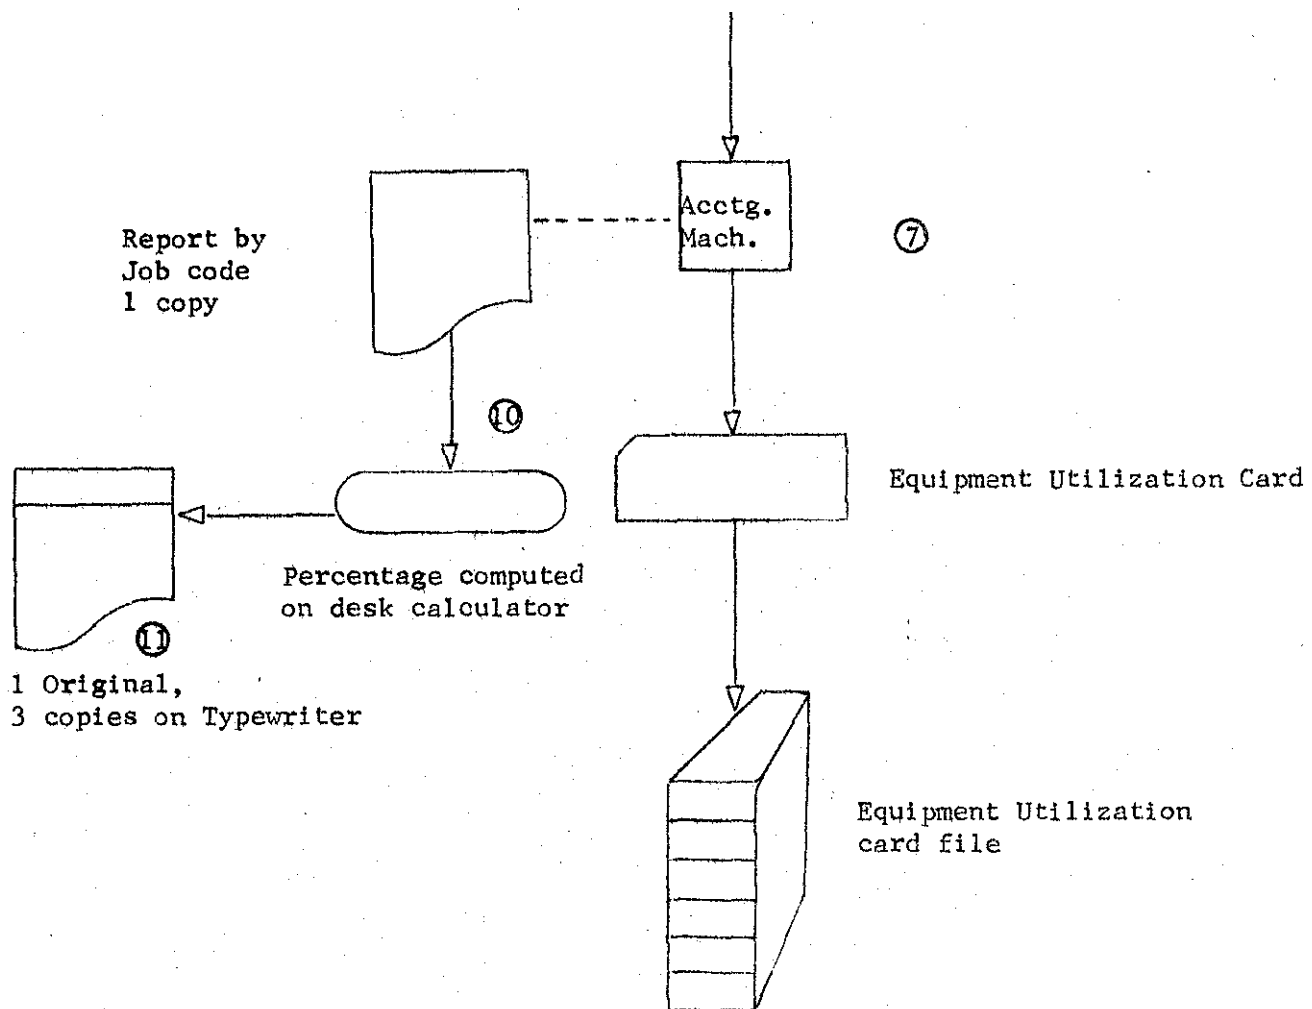 Acctg.
Mach.
7
Report by
Job code
1 copy
10
Equipment Utilization Card
Percentage computed
on desk calculator
11
1 Original,
3 copies on Typewriter
Equipment Utilization
card file